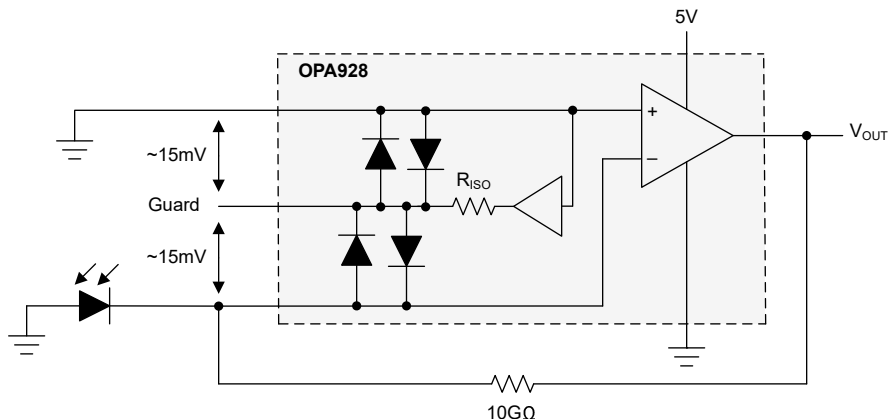 5V
OPA928
+
~15mV
V_OUT
−
R_ISO
Guard
~15mV
10GΩ